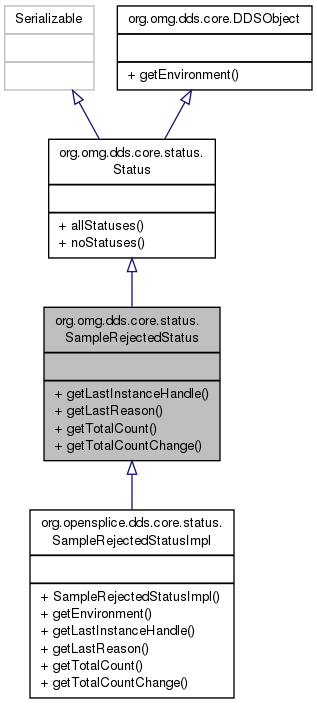 Serializable
org.omg.dds.core.DDSObject
+ getEnvironment()
org.omg.dds.core.status.
Status
+ allStatuses()
+ noStatuses()
org.omg.dds.core.status.
SampleRejectedStatus
+ getLastInstanceHandle()
+ getLastReason()
+ getTotalCount()
+ getTotalCountChange()
org.opensplice.dds.core.status.
SampleRejectedStatusImpl
+ SampleRejectedStatusImpl()
+ getEnvironment()
+ getLastInstanceHandle()
+ getLastReason()
+ getTotalCount()
+ getTotalCountChange()